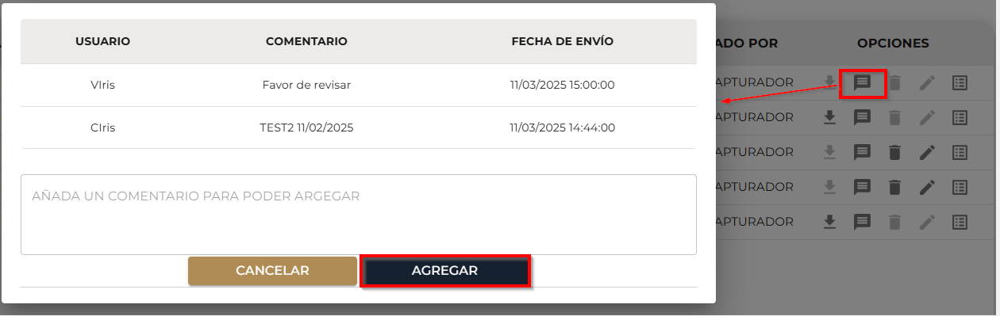 USUARIO COMENTARIO FECHA DE ENVÍO ADO POR OPCIONES
VIris Favor de revisar 11/03/2025 15:00:00 APTURADOR
APTURADOR
CIris TEST2 11/02/2025 11/03/2025 14:44:00
APTURADOR
APTURADOR
AÑADA UN COMENTARIO PARA PODER ARGEGAR
APTURADOR
CANCELAR AGREGAR